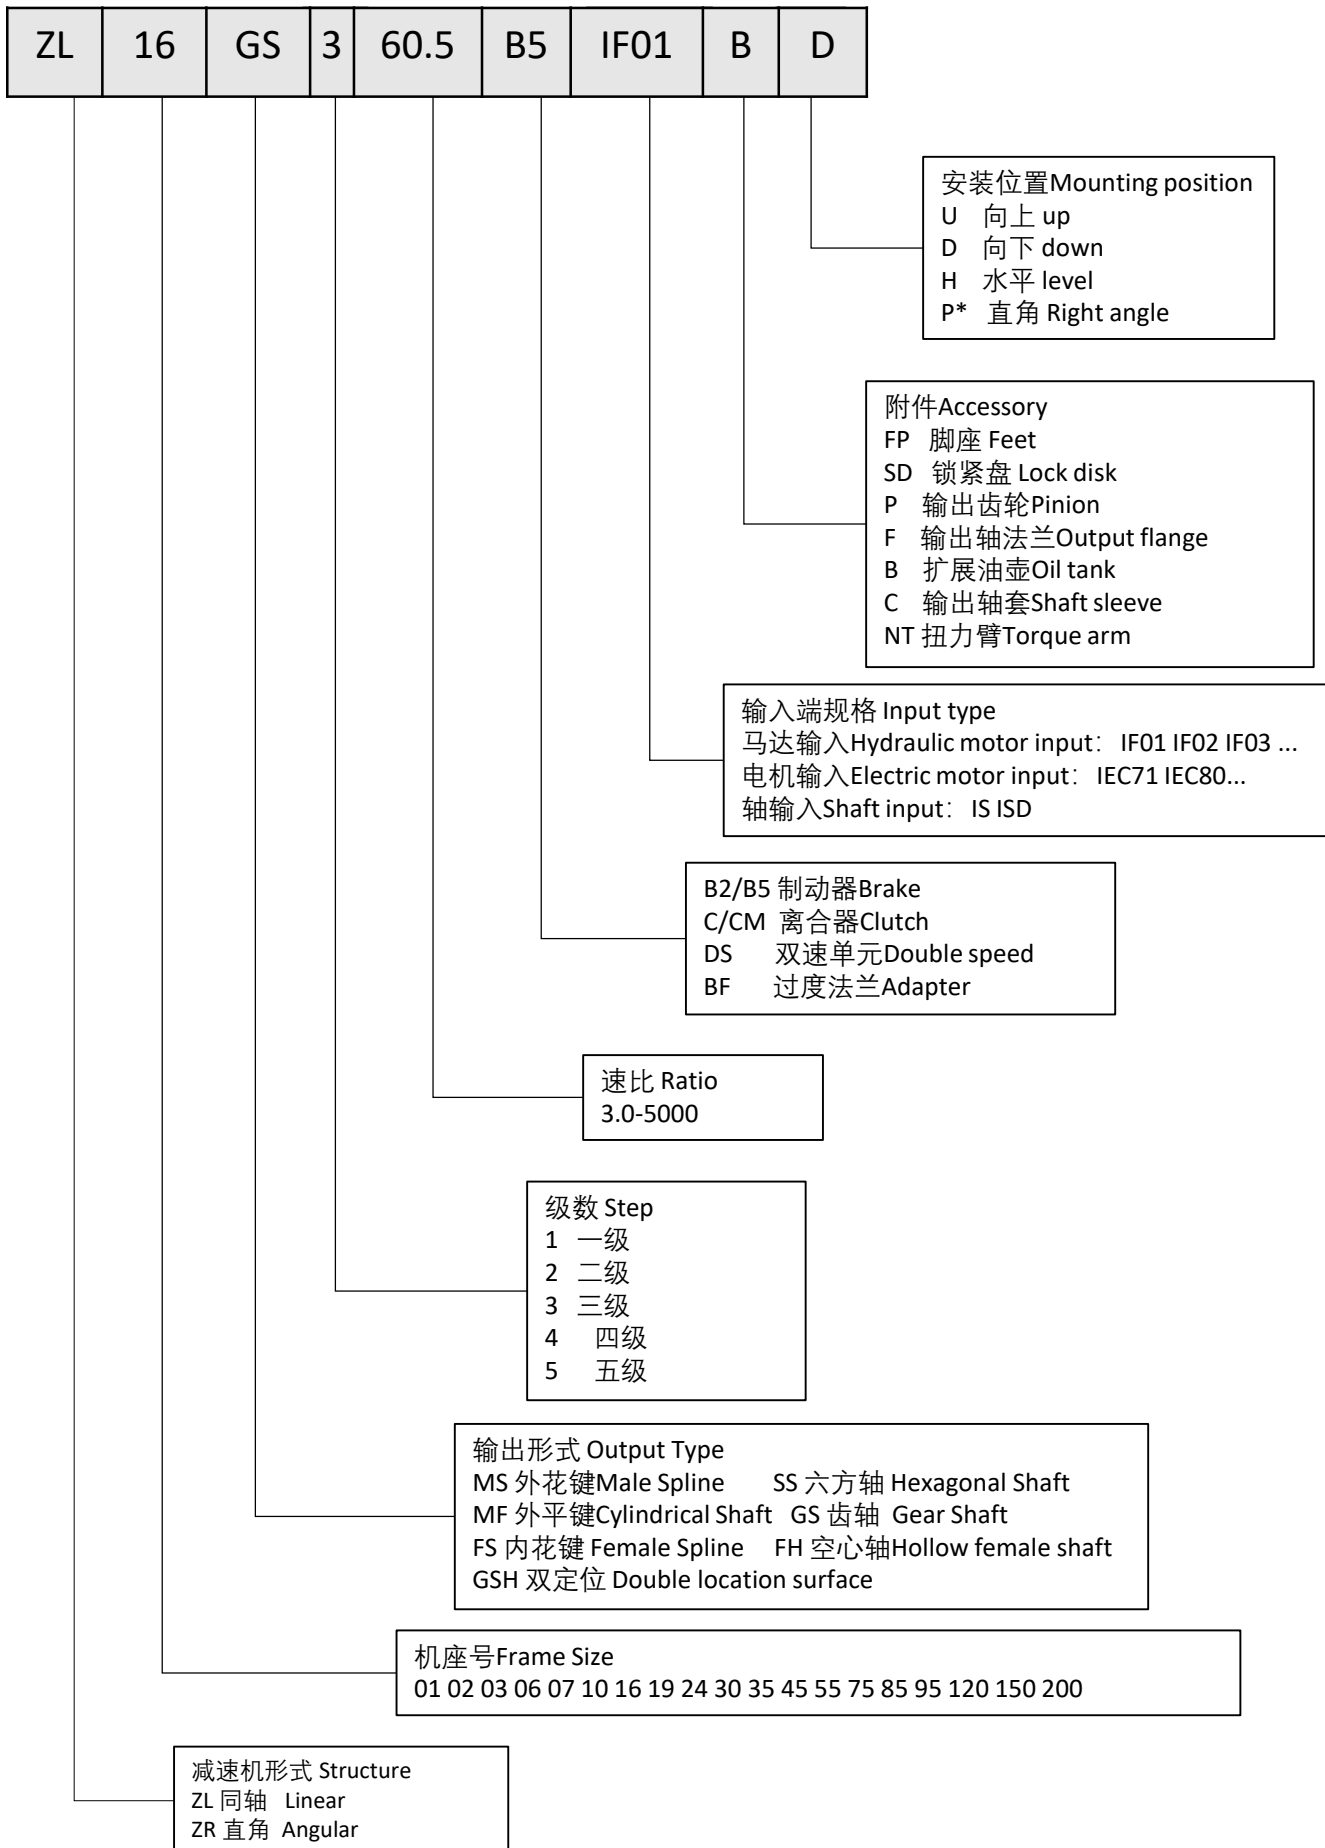 ZL 16 GS 3 60.5 B5 IF01 B D
安装位置Mounting position
U 向上 up
D 向下 down
H 水平 level
P* 直角 Right angle
附件Accessory
FP 脚座 Feet
SD 锁紧盘 Lock disk
P 输出齿轮Pinion
F 输出轴法兰Output flange
B 扩展油壶Oil tank
C 输出轴套Shaft sleeve
NT 扭力臂Torque arm
输入端规格 Input type
马达输入Hydraulic motor input: IF01 IF02 IF03 ...
电机输入Electric motor input: IEC71 IEC80...
轴输入Shaft input: IS ISD
B2/B5 制动器Brake
C/CM 离合器Clutch
DS 双速单元Double speed
BF 过度法兰Adapter
速比 Ratio
3.0-5000
级数 Step
1 一级
2 二级
3 三级
4 四级
5 五级
输出形式 Output Type
MS 外花键Male Spline SS 六方轴 Hexagonal Shaft
MF 外平键Cylindrical Shaft GS 齿轴 Gear Shaft
FS 内花键 Female Spline FH 空心轴Hollow female shaft
GSH 双定位 Double location surface
机座号Frame Size
01 02 03 06 07 10 16 19 24 30 35 45 55 75 85 95 120 150 200
减速机形式 Structure
ZL 同轴 Linear
ZR 直角 Angular